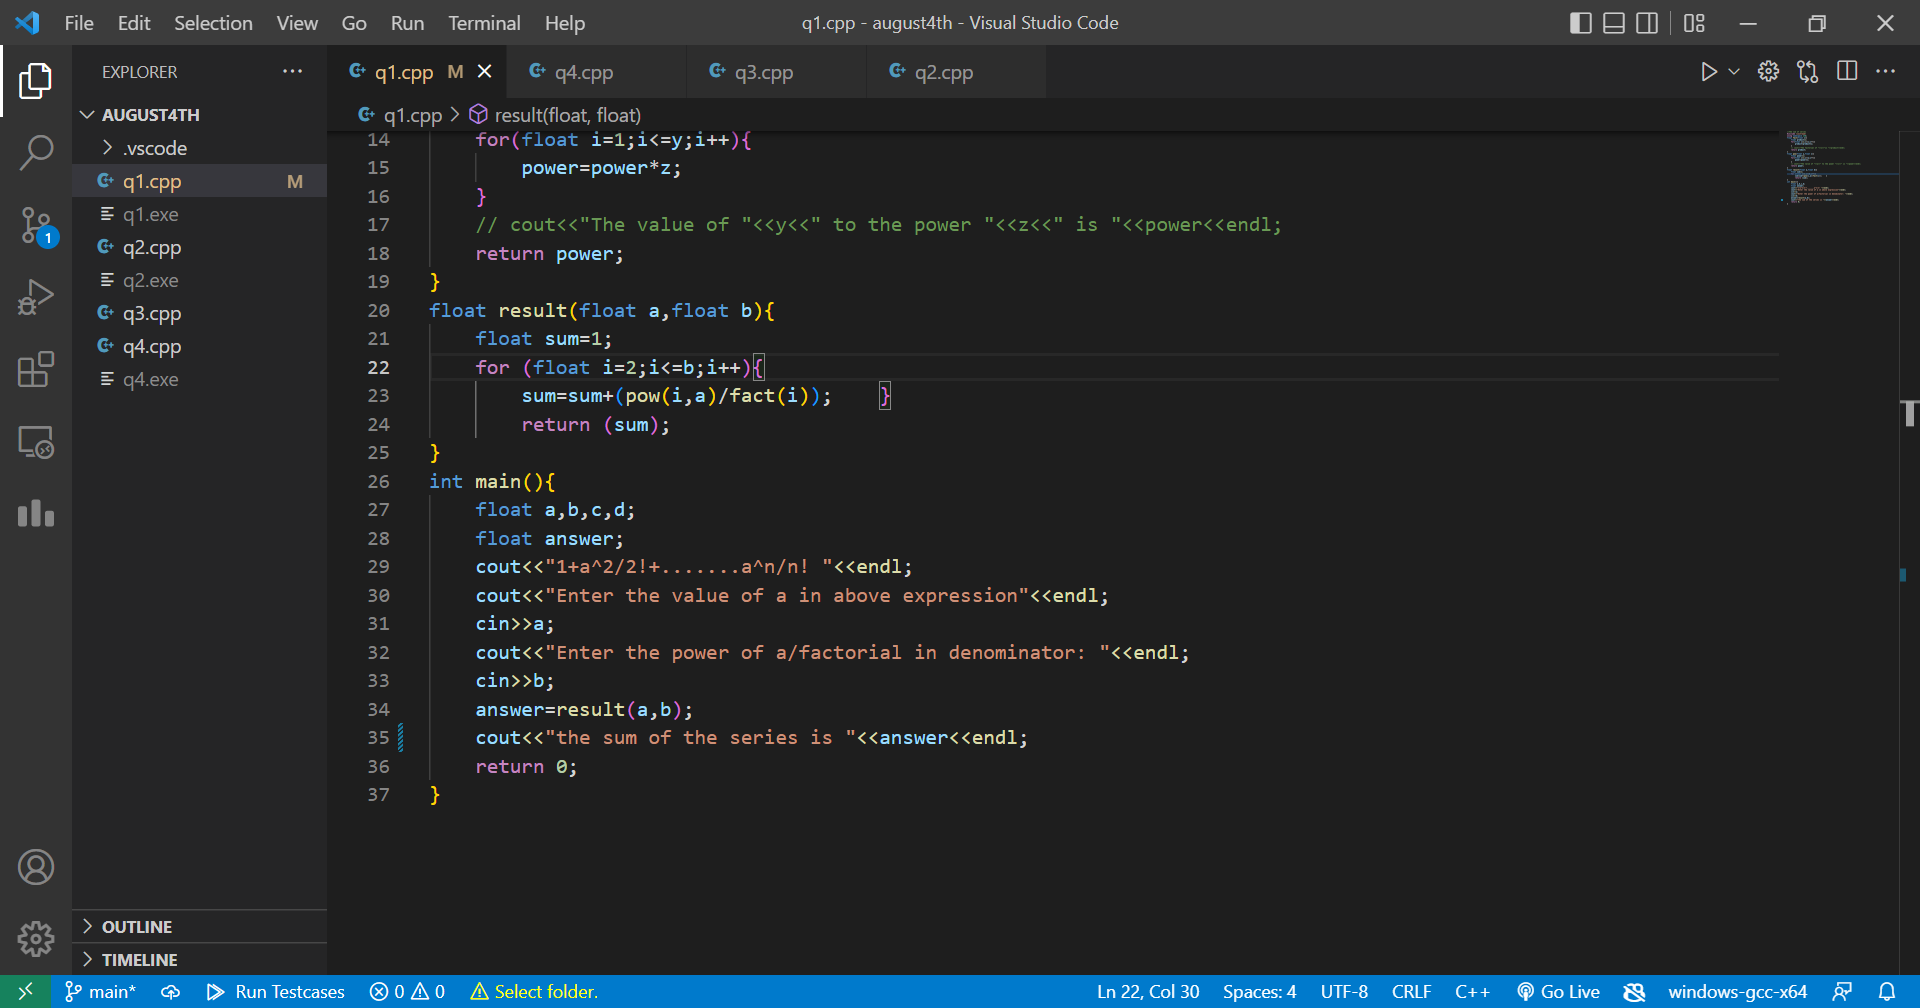 File Edit Selection View Go Run Terminal Help q1.cpp - august4th - Visual Studio Code
EXPLORER
AUGUST4TH
.vscode
q1.cpp M
q1.exe
q2.cpp
q2.exe
q3.cpp
q4.cpp
q4.exe
OUTLINE
TIMELINE
1
q1.cpp M q4.cpp q3.cpp q2.cpp
q1.cpp > result(float, float)
14 for(float i=1;i<=y;i++){
15 power=power*z;
16 }
17 // cout<<"The value of "<<y<<" to the power "<<z<<" is "<<power<<endl;
18 return power;
19 }
20 float result(float a,float b){
21 float sum=1;
22 for (float i=2;i<=b;i++){
23 sum=sum+(pow(i,a)/fact(i)); }
24 return (sum);
25 }
26 int main(){
27 float a,b,c,d;
28 float answer;
29 cout<<"1+a^2/2!+.......a^n/n! "<<endl;
30 cout<<"Enter the value of a in above expression"<<endl;
31 cin>>a;
32 cout<<"Enter the power of a/factorial in denominator: "<<endl;
33 cin>>b;
34 answer=result(a,b);
35 cout<<"the sum of the series is "<<answer<<endl;
36 return 0;
37 }
main* Run Testcases 0 0 Select folder. Ln 22, Col 30 Spaces: 4 UTF-8 CRLF C++ Go Live windows-gcc-x64